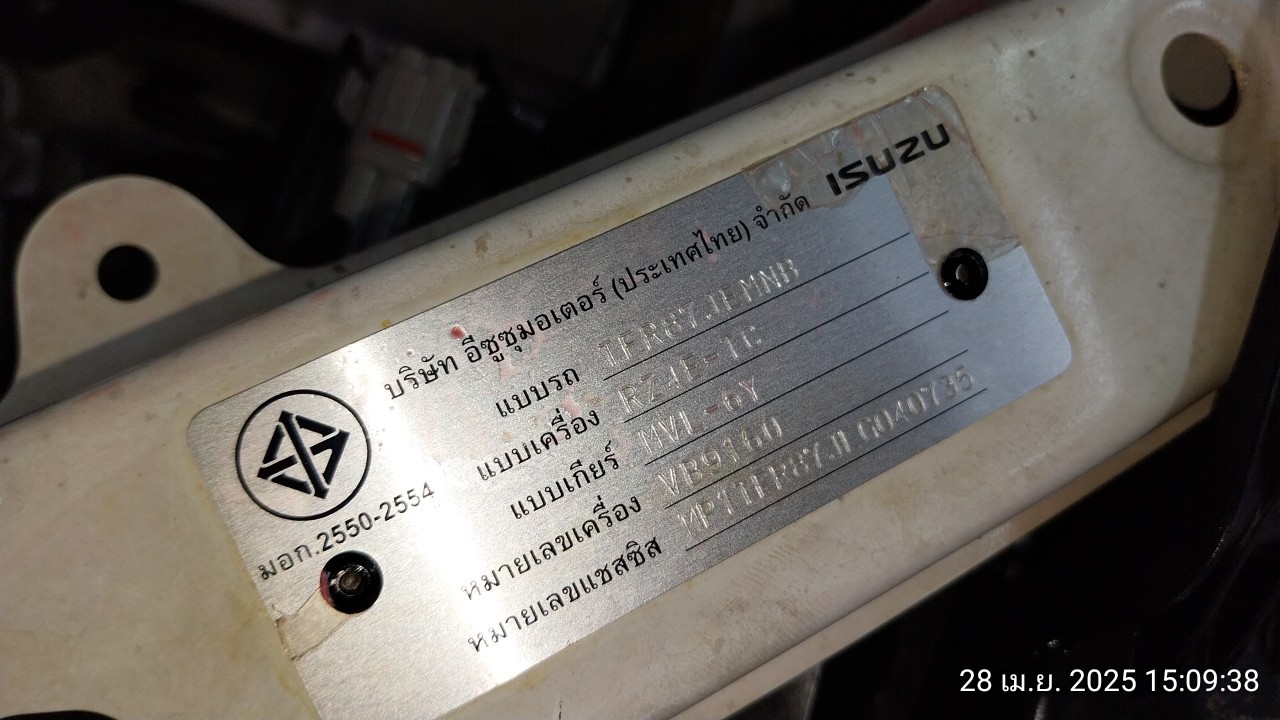 ISUZU
บริษัท อีซูซุมอเตอร์ (ประเทศไทย) จำกัด
แบบรถ TFR87JEMNB
แบบเครื่อง RZ4E-1C
แบบเกียร์ MVL-6Y
หมายเลขเครื่อง VB9160
หมายเลขแชสซิส MP1TFR87JLG040735
มอก.2550-2554
28 เม.ย. 2025 15:09:38